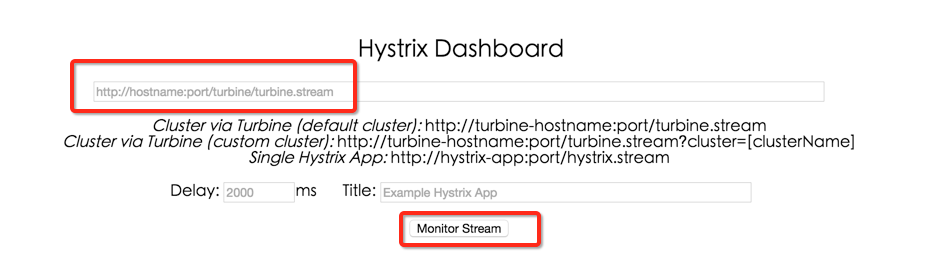 Hystrix Dashboard
http://hostname:port/turbine/turbine.stream
Cluster via Turbine (default cluster): http://turbine-hostname:port/turbine.stream
Cluster via Turbine (custom cluster): http://turbine-hostname:port/turbine.stream?cluster=[clusterName]
Single Hystrix App: http://hystrix-app:port/hystrix.stream
Delay: 2000 ms Title: Example Hystrix App
Monitor Stream